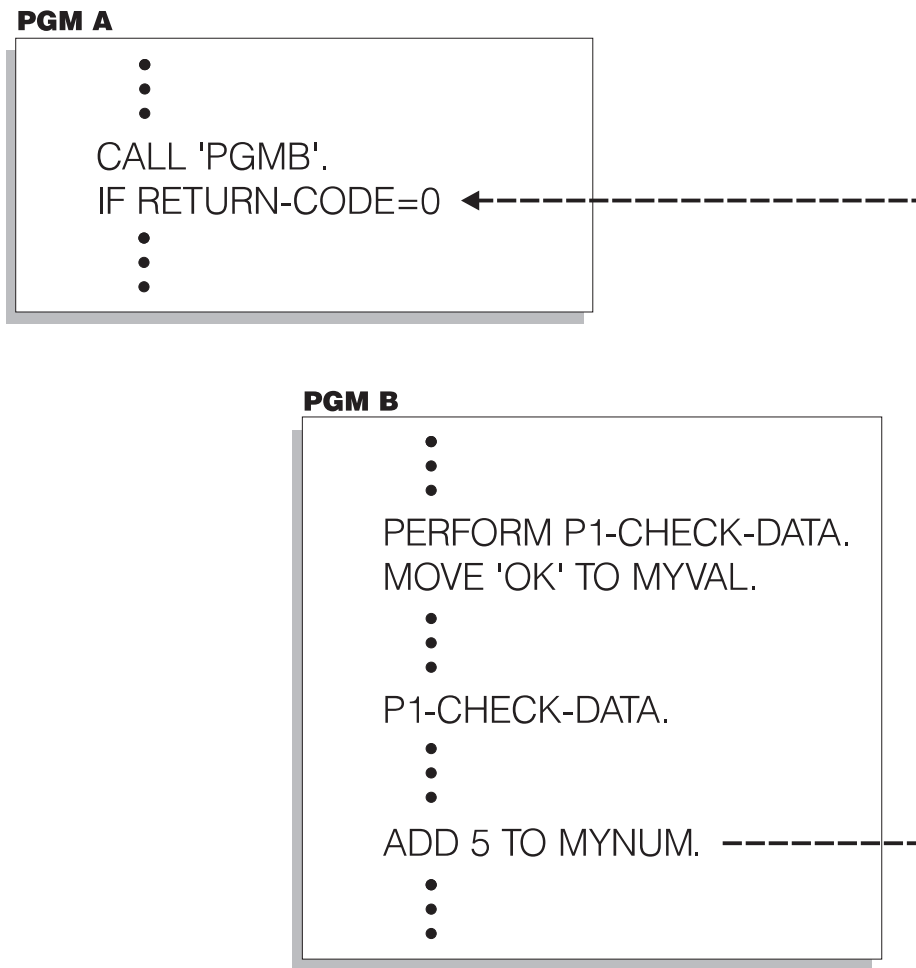 PGM A
CALL 'PGMB'.
IF RETURN-CODE=0
PGM B
PERFORM P1-CHECK-DATA.
MOVE 'OK' TO MYVAL.
P1-CHECK-DATA.
ADD 5 TO MYNUM.